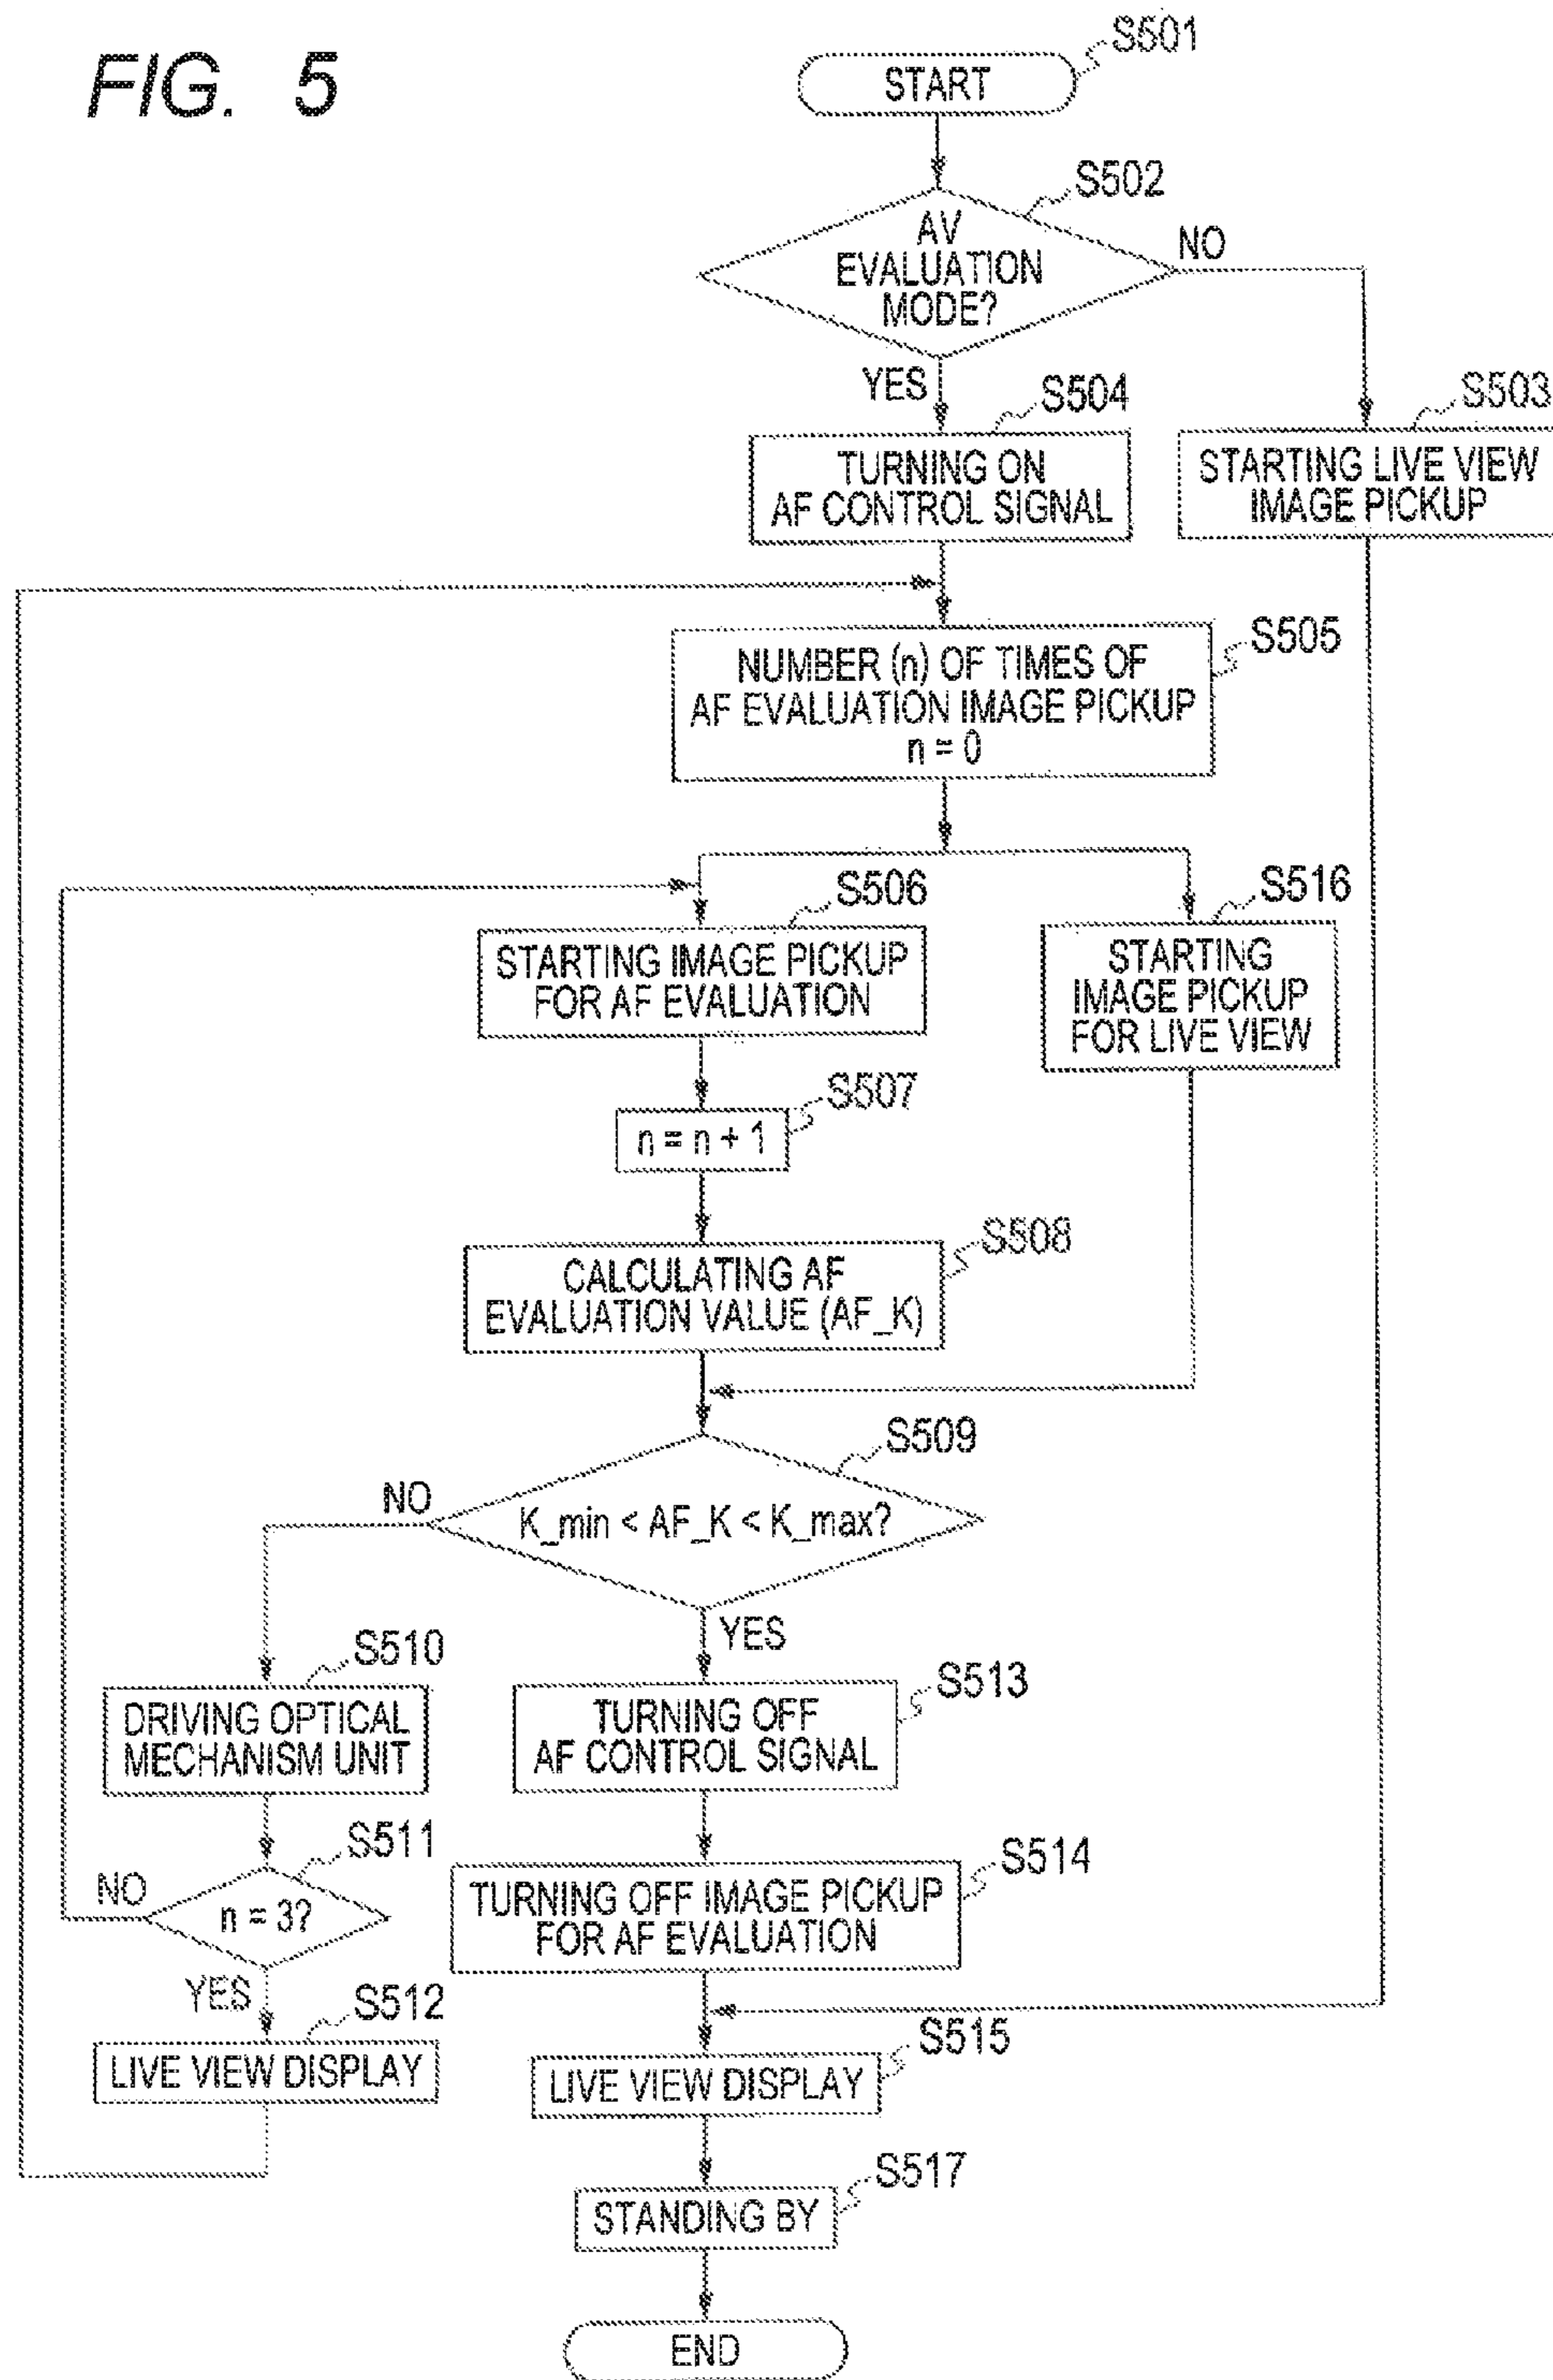 FIG. 5
START
S501
AV
EVALUATION
MODE?
S502
NO
YES
S504
TURNING ON
AF CONTROL SIGNAL
S503
STARTING LIVE VIEW
IMAGE PICKUP
NUMBER (n) OF TIMES OF
AF EVALUATION IMAGE PICKUP
n = 0
S505
S506
STARTING IMAGE PICKUP
FOR AF EVALUATION
S516
STARTING
IMAGE PICKUP
FOR LIVE VIEW
n = n + 1
S507
CALCULATING AF
EVALUATION VALUE (AF_K)
S508
K_min < AF_K < K_max?
S509
NO
YES
S510
DRIVING OPTICAL
MECHANISM UNIT
TURNING OFF
AF CONTROL SIGNAL
S513
n = 3?
S511
NO
YES
TURNING OFF IMAGE PICKUP
FOR AF EVALUATION
S514
S512
LIVE VIEW DISPLAY
LIVE VIEW DISPLAY
S515
STANDING BY
S517
END